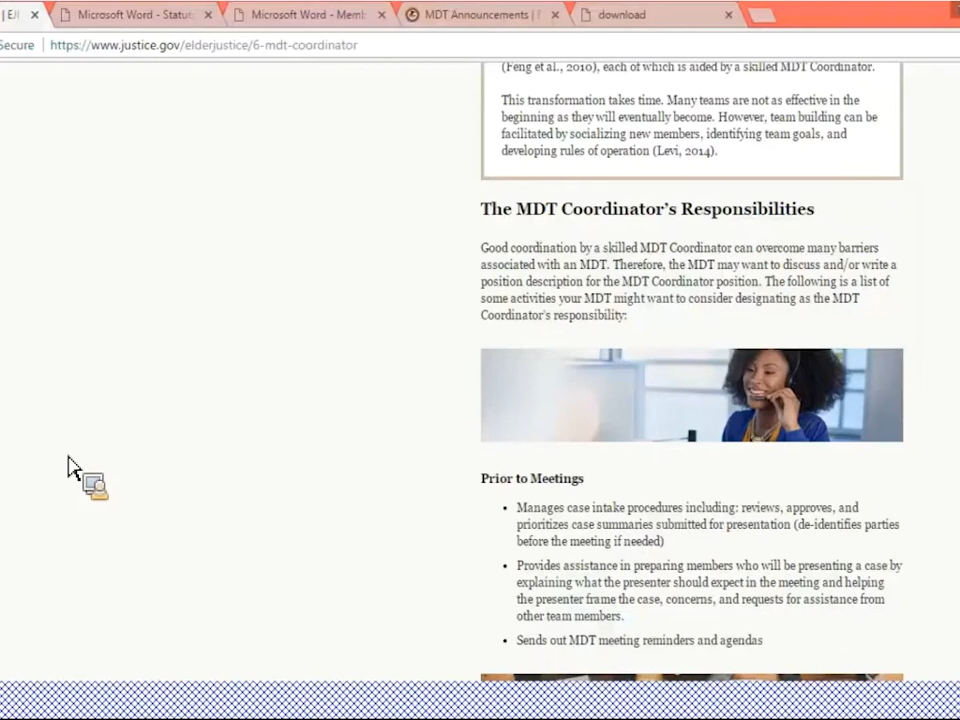 | EJI
Microsoft Word - Statut
Microsoft Word - Memb
MDT Announcements |
download
Secure
https://www.justice.gov/elderjustice/6-mdt-coordinator
(Feng et al., 2010), each of which is aided by a skilled MDT Coordinator.
This transformation takes time. Many teams are not as effective in the
beginning as they will eventually become. However, team building can be
facilitated by socializing new members, identifying team goals, and
developing rules of operation (Levi, 2014).
The MDT Coordinator's Responsibilities
Good coordination by a skilled MDT Coordinator can overcome many barriers
associated with an MDT. Therefore, the MDT may want to discuss and/or write a
position description for the MDT Coordinator position. The following is a list of
some activities your MDT might want to consider designating as the MDT
Coordinator's responsibility:
Prior to Meetings
• Manages case intake procedures including: reviews, approves, and
prioritizes case summaries submitted for presentation (de-identifies parties
before the meeting if needed)
• Provides assistance in preparing members who will be presenting a case by
explaining what the presenter should expect in the meeting and helping
the presenter frame the case, concerns, and requests for assistance from
other team members.
• Sends out MDT meeting reminders and agendas